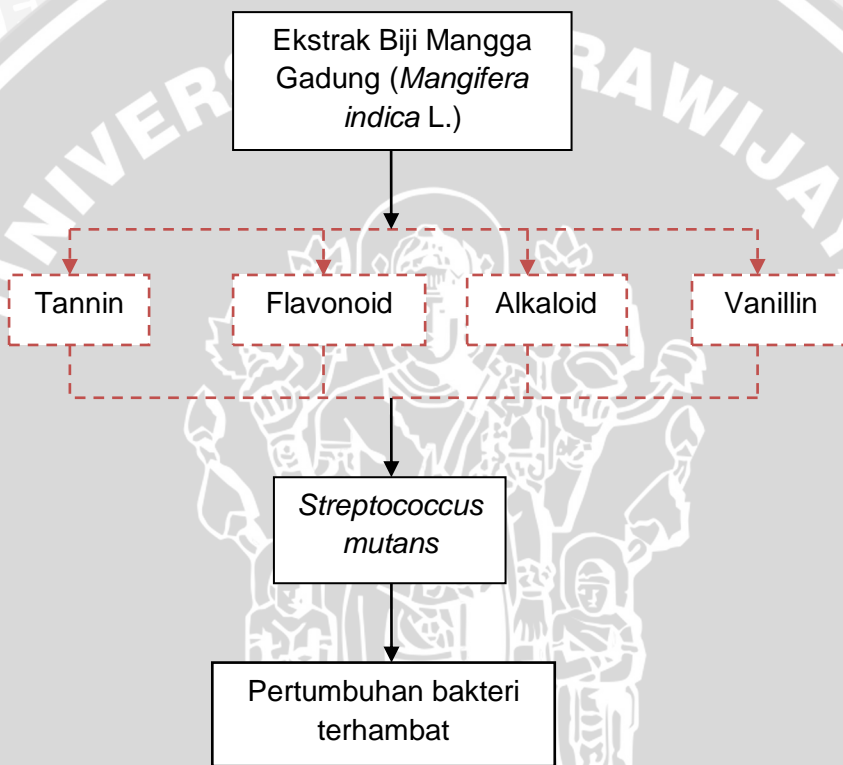 Ekstrak Biji Mangga
Gadung (Mangifera
indica L.)
Tannin
Flavonoid
Alkaloid
Vanillin
Streptococcus
mutans
Pertumbuhan bakteri
terhambat